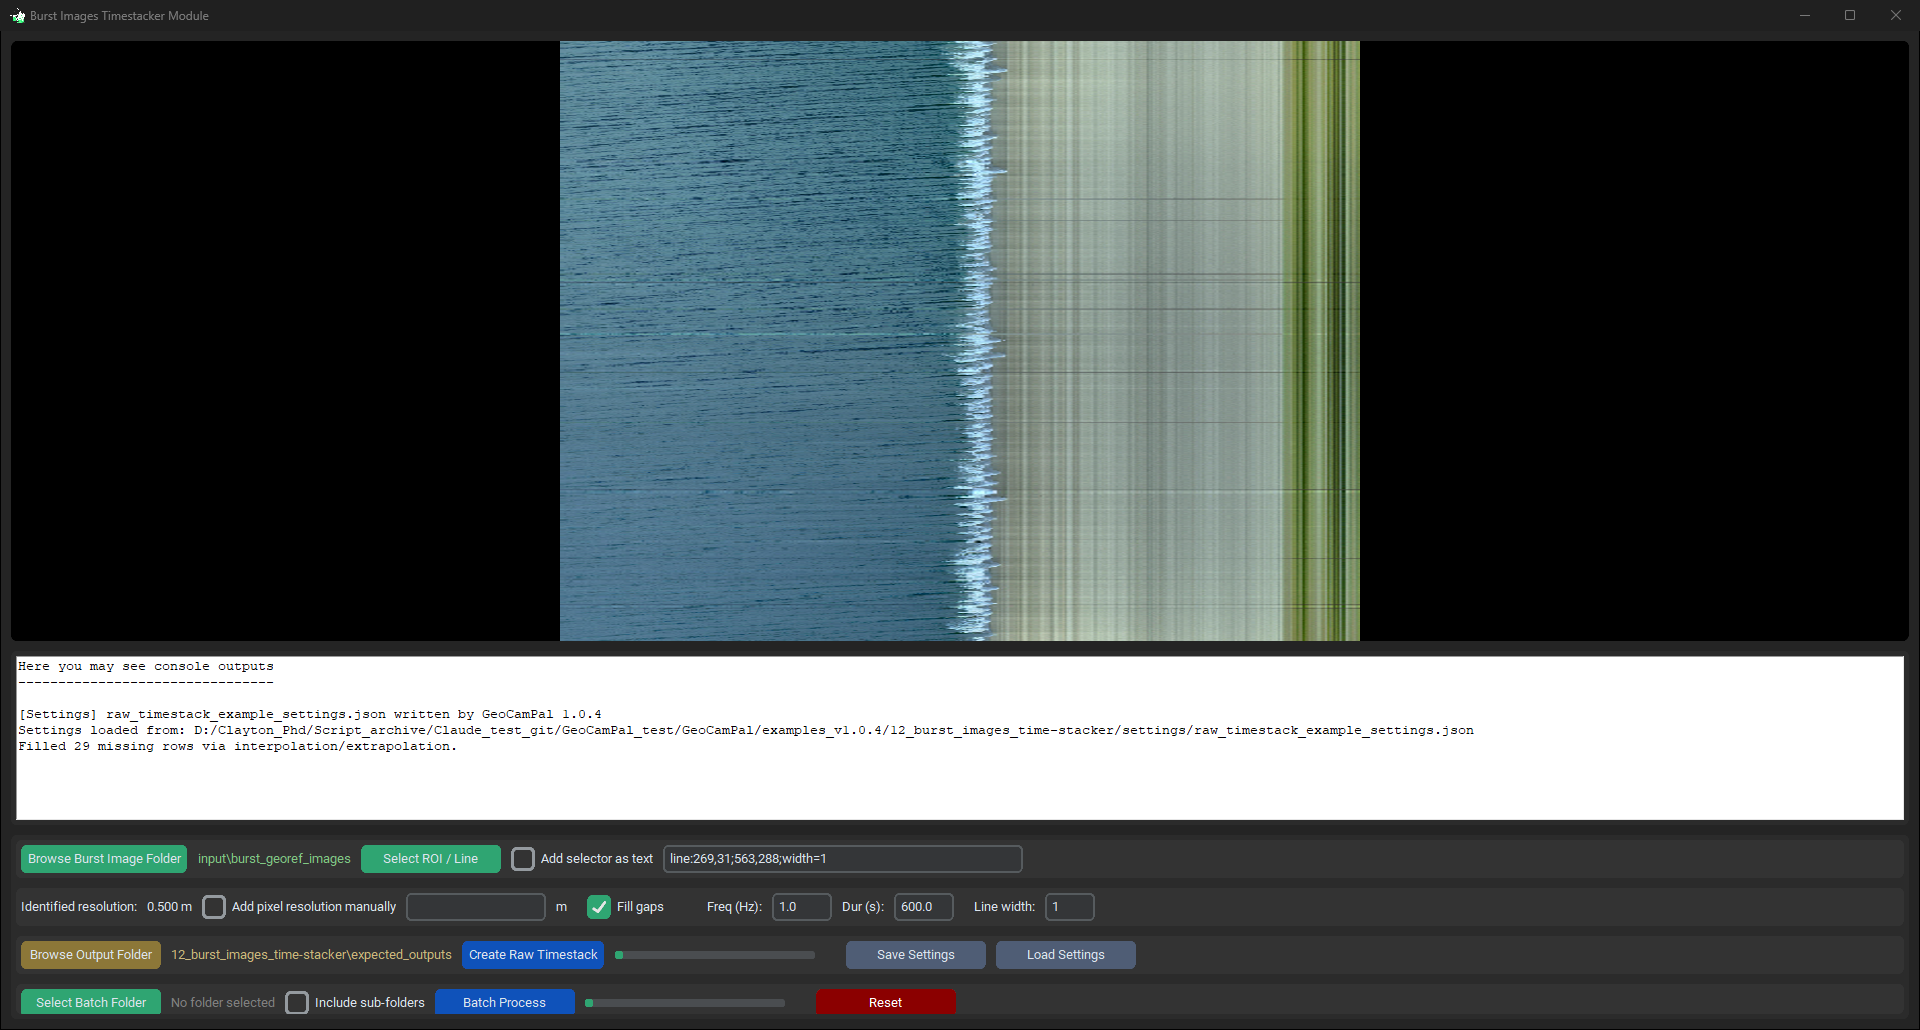 Burst Images Timestacker Module
Here you may see console outputs
--------------------------------
[Settings] raw_timestack_example_settings.json written by GeoCamPal 1.0.4
Settings loaded from: D:/Clayton_Phd/Script_archive/Claude_test_git/GeoCamPal_test/GeoCamPal/examples_v1.0.4/12_burst_images_time-stacker/settings/raw_timestack_example_settings.json
Filled 29 missing rows via interpolation/extrapolation.
Browse Burst Image Folder input\burst_georef_images Select ROI / Line Add selector as text line:269,31;563,288;width=1
Identified resolution: 0.500 m Add pixel resolution manually m Fill gaps Freq (Hz): 1.0 Dur (s): 600.0 Line width: 1
Browse Output Folder 12_burst_images_time-stacker\expected_outputs Create Raw Timestack Save Settings Load Settings
Select Batch Folder No folder selected Include sub-folders Batch Process Reset